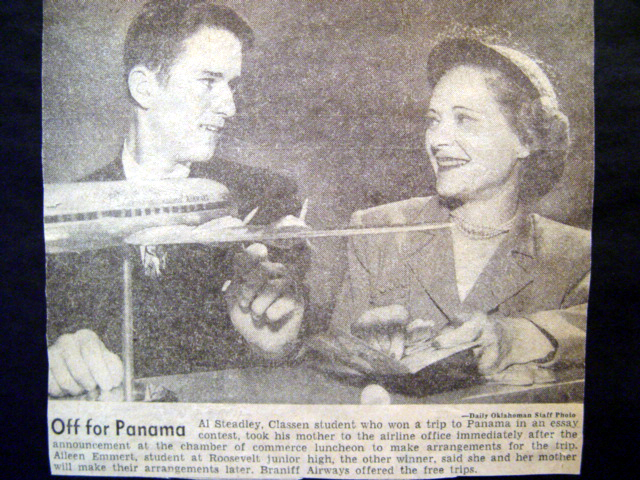 —Daily Oklahoman Staff Photo
Off for Panama
Al Steadley, Classen student who won a trip to Panama in an essay
contest, took his mother to the airline office immediately after the
announcement at the chamber of commerce luncheon to make arrangements for the trip.
Aileen Emmert, student at Roosevelt junior high, the other winner, said she and her mother
will make their arrangements later. Braniff Airways offered the free trips.